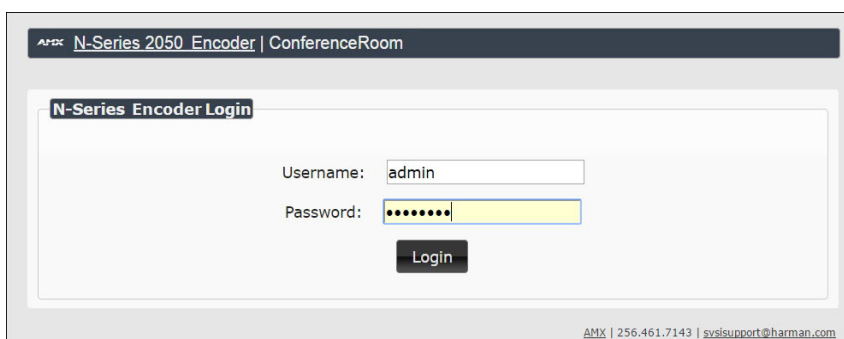 AMX N-Series 2050 Encoder | ConferenceRoom
N-Series Encoder Login
Username: admin
Password: ••••••••
Login
AMX | 256.461.7143 | svsisupport@harman.com